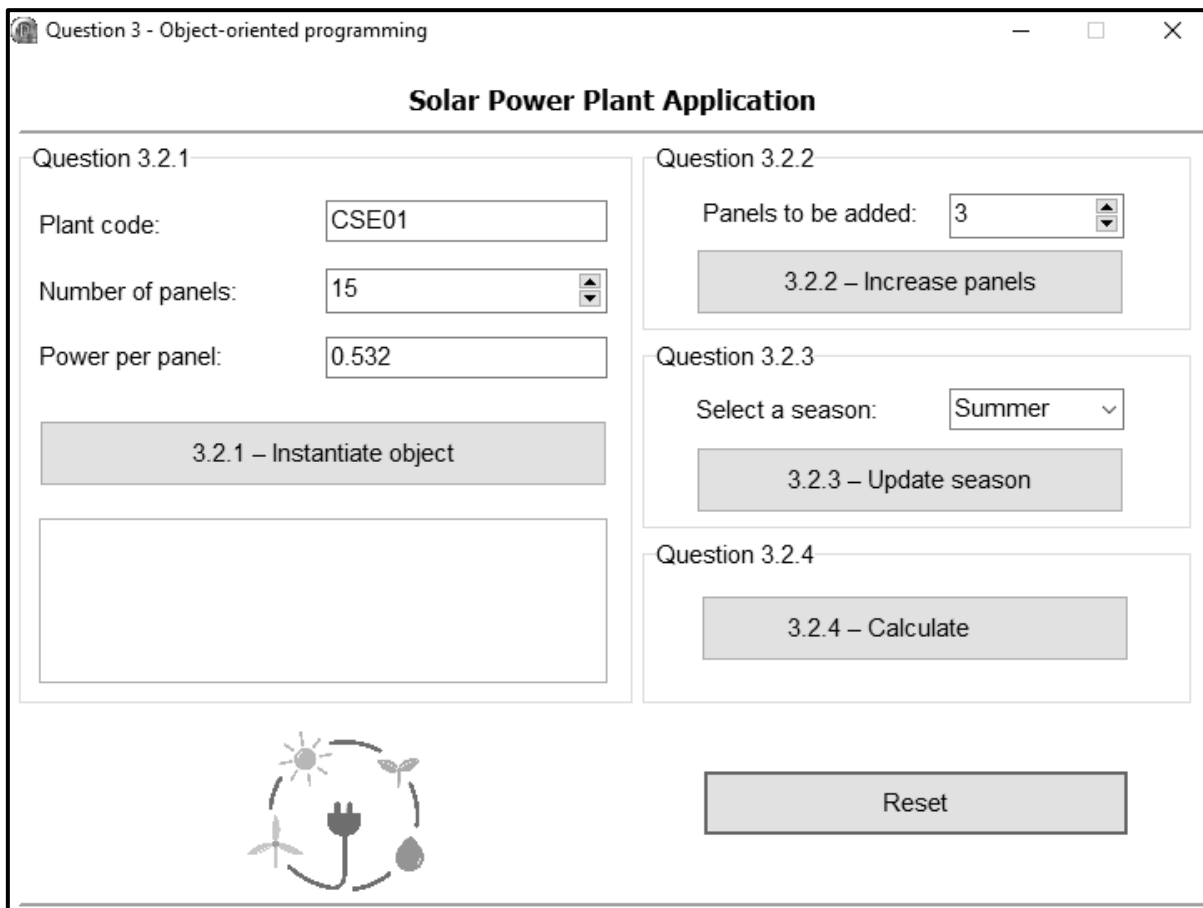 Question 3 - Object-oriented programming
Solar Power Plant Application
Question 3.2.1
Plant code:
CSE01
Number of panels:
15
Power per panel:
0.532
3.2.1 – Instantiate object
Question 3.2.2
Panels to be added:
3
3.2.2 – Increase panels
Question 3.2.3
Select a season:
Summer
3.2.3 – Update season
Question 3.2.4
3.2.4 – Calculate
Reset